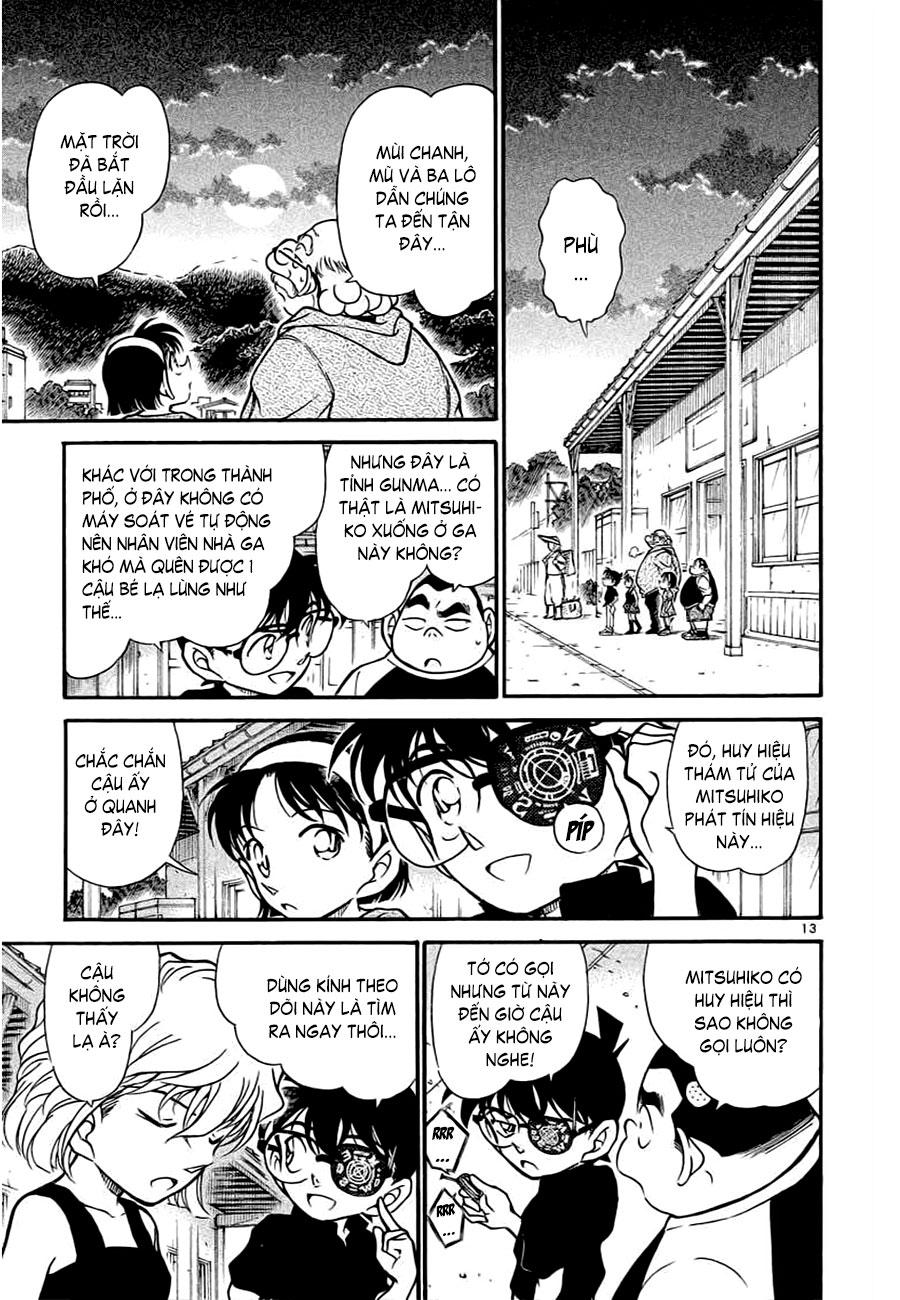 PHÙ
...
MÙI CHANH,
MŨ VÀ BA LÔ
DẪN CHÚNG
TA ĐẾN TẬN
ĐÂY...
MẶT TRỜI
ĐÃ BẮT
ĐẦU LẶN
RỒI...
NHƯNG ĐÂY LÀ
TỈNH GUNMA... CÓ
THẬT LÀ MITSUHI-
KO XUỐNG Ở GA
NÀY KHÔNG?
KHÁC VỚI TRONG THÀNH
PHỐ, Ở ĐÂY KHÔNG CÓ
MÁY SOÁT VÉ TỰ ĐỘNG
NÊN NHÂN VIÊN NHÀ GA
KHÓ MÀ QUÊN ĐƯỢC 1
CẬU BÉ LẠ LÙNG NHƯ
THẾ...
ĐÓ, HUY HIỆU
THÁM TỬ CỦA
MITSUHIKO
PHÁT TÍN HIỆU
NÀY...
PÍP
CHẮC CHẮN
CẬU ẤY
Ở QUANH
ĐÂY!
13
MITSUHIKO CÓ
HUY HIỆU THÌ
SAO KHÔNG
GỌI LUÔN?
TỚ CÓ GỌI
NHƯNG TỪ NÀY
ĐẾN GIỜ CẬU
ẤY KHÔNG
NGHE!
RRR
...
RRR
...
DÙNG KÍNH THEO
DÕI NÀY LÀ TÌM
RA NGAY THÔI...
CẬU
KHÔNG
THẤY
LẠ À?